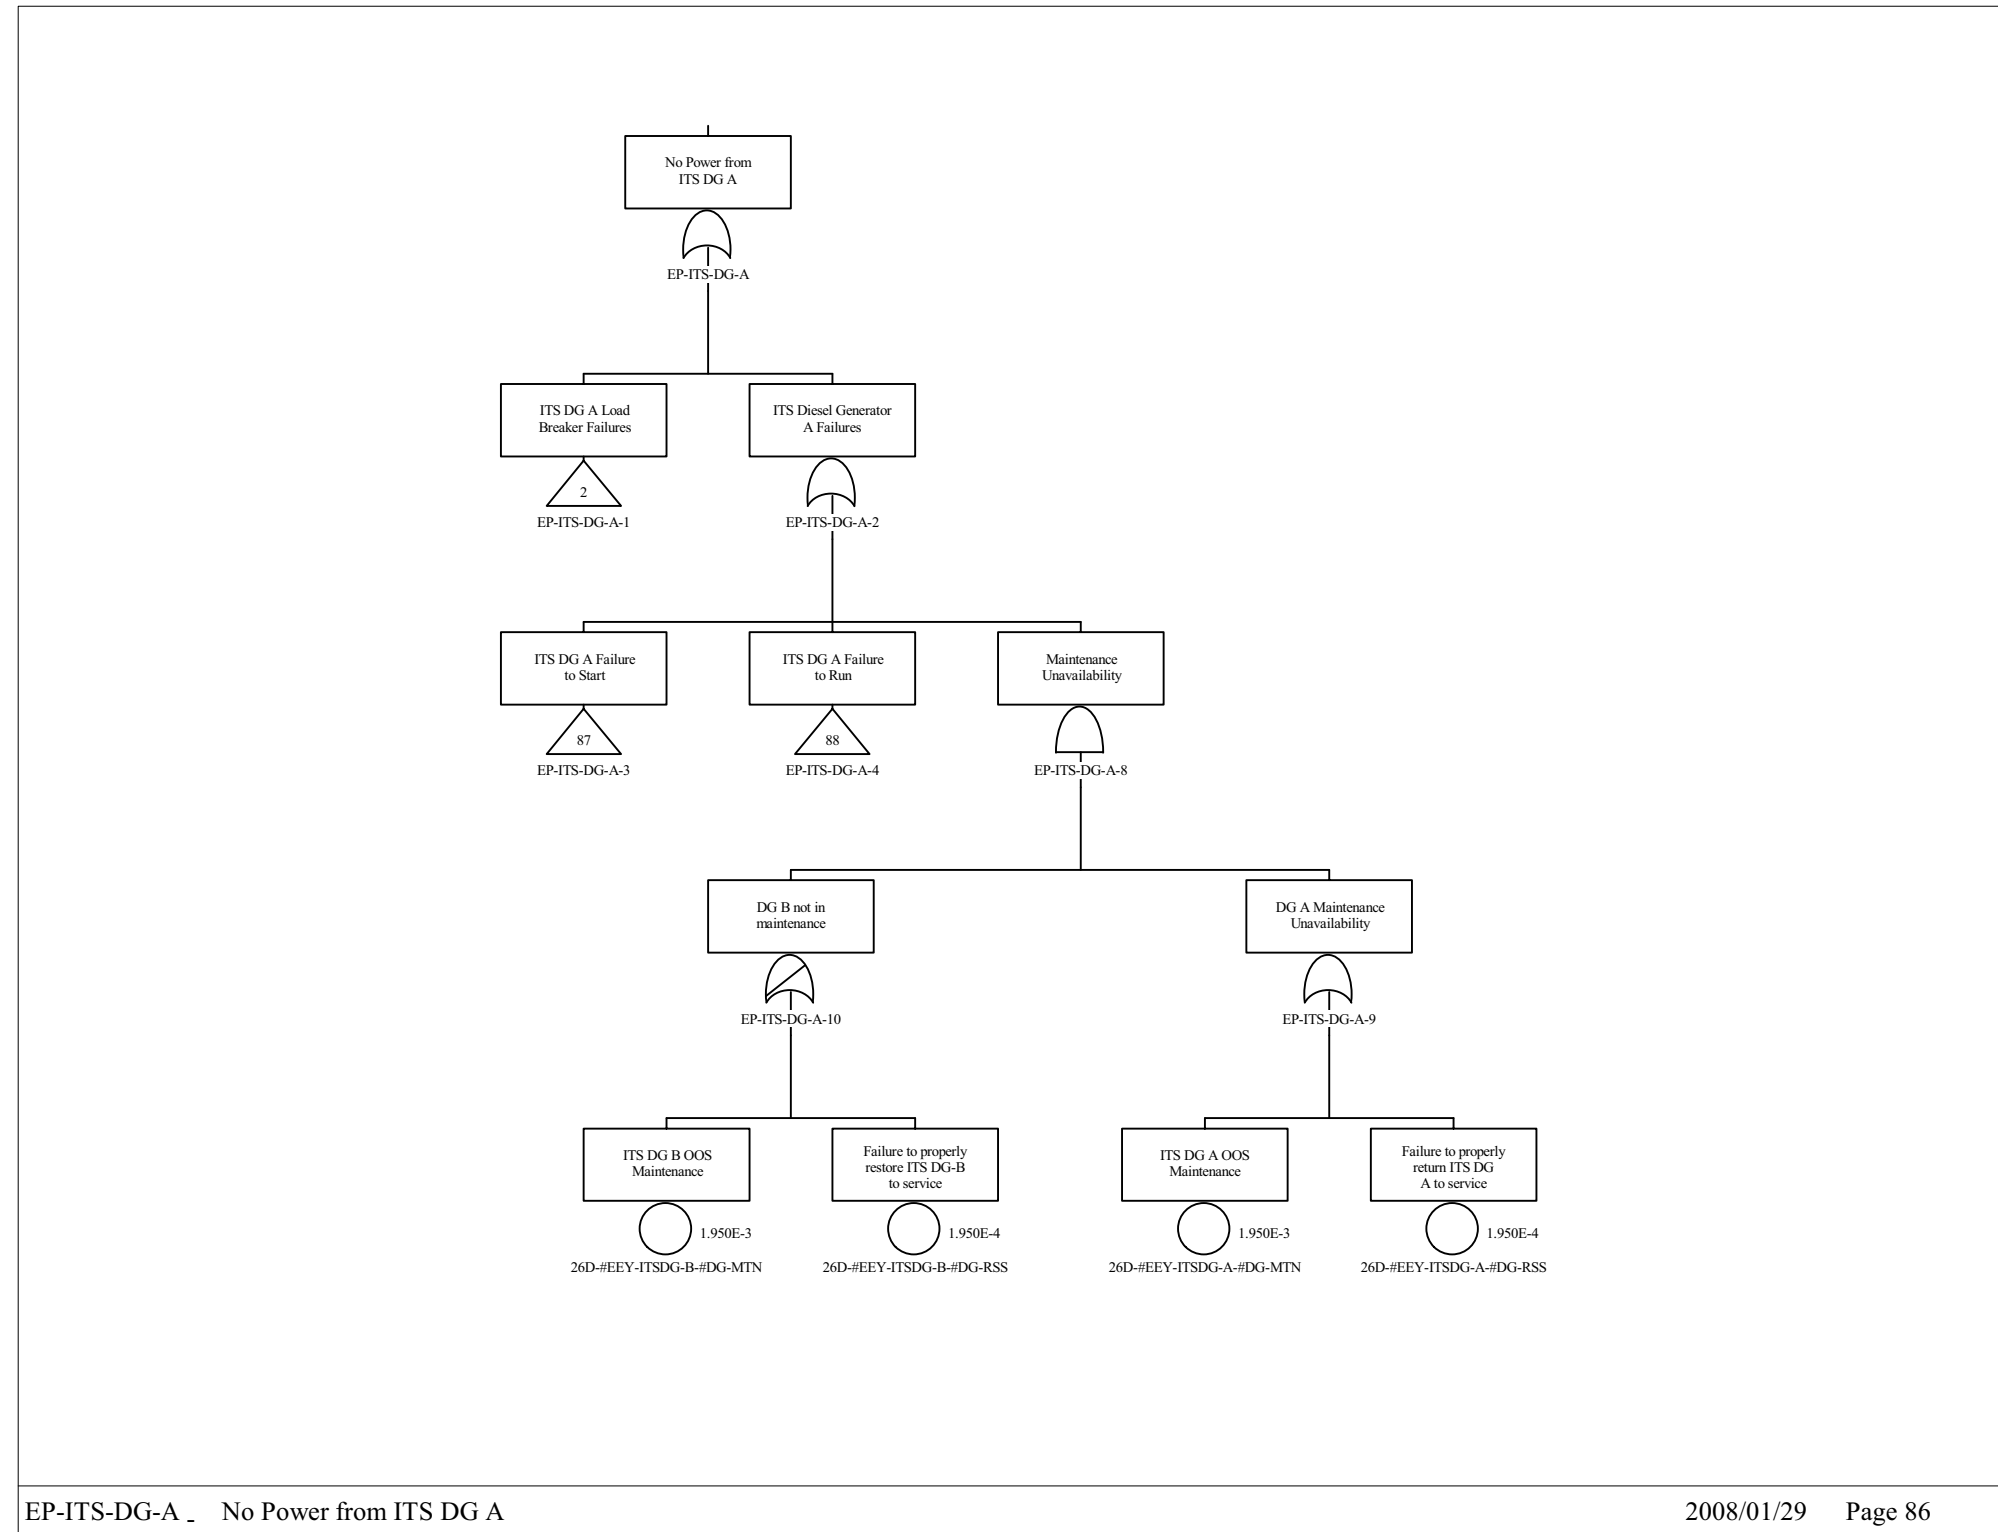 No Power from
ITS DG A
EP-ITS-DG-A
ITS DG A Load
Breaker Failures
2
EP-ITS-DG-A-1
ITS Diesel Generator
A Failures
EP-ITS-DG-A-2
ITS DG A Failure
to Start
87
EP-ITS-DG-A-3
ITS DG A Failure
to Run
88
EP-ITS-DG-A-4
Maintenance
Unavailability
EP-ITS-DG-A-8
DG B not in
maintenance
EP-ITS-DG-A-10
DG A Maintenance
Unavailability
EP-ITS-DG-A-9
ITS DG B OOS
Maintenance
1.950E-3
26D-#EEY-ITSDG-B-#DG-MTN
Failure to properly
restore ITS DG-B
to service
1.950E-4
26D-#EEY-ITSDG-B-#DG-RSS
ITS DG A OOS
Maintenance
1.950E-3
26D-#EEY-ITSDG-A-#DG-MTN
Failure to properly
return ITS DG
A to service
1.950E-4
26D-#EEY-ITSDG-A-#DG-RSS
EP-ITS-DG-A - No Power from ITS DG A
2008/01/29 Page 86